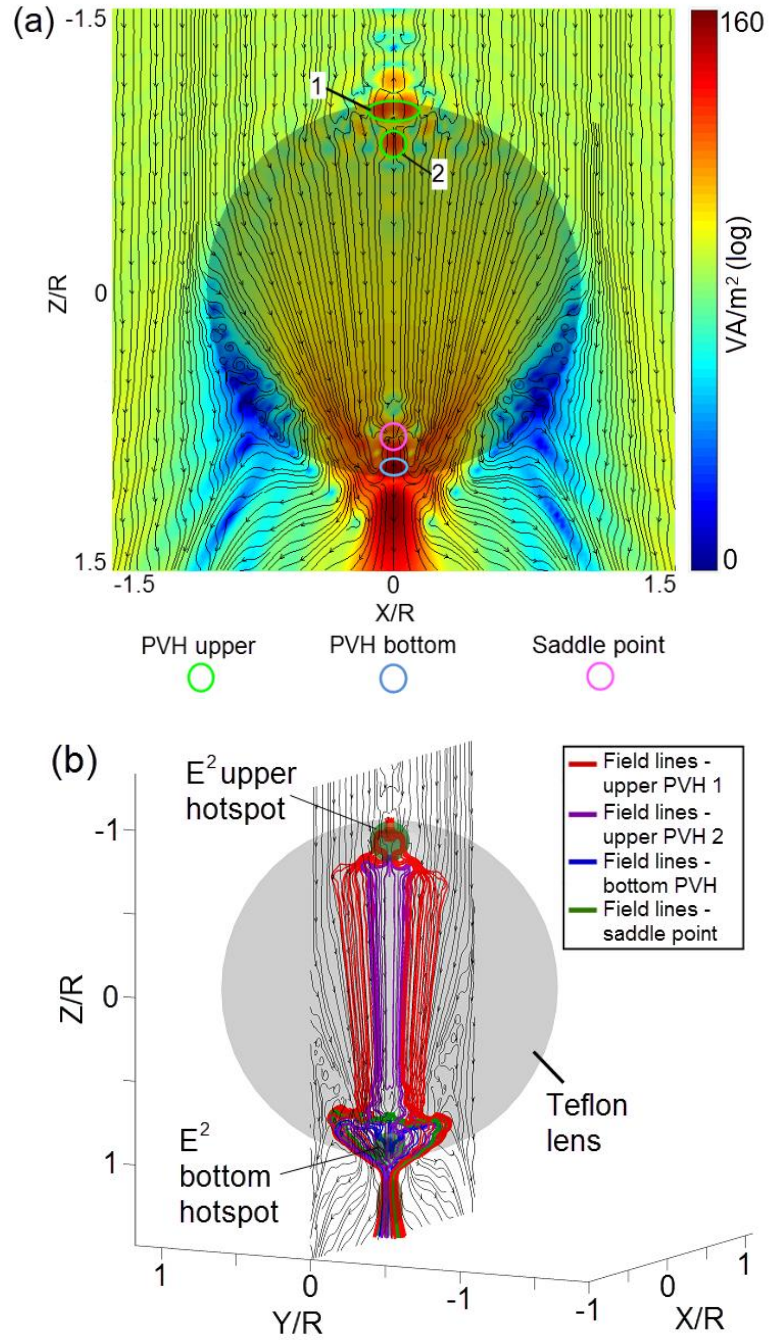 (a)
-1.5
0
1.5
Z/R
1
2
-1.5
0
1.5
X/R
160
0
VA/m² (log)
PVH upper
PVH bottom
Saddle point
(b)
E² upper
hotspot
Field lines -
upper PVH 1
Field lines -
upper PVH 2
Field lines -
bottom PVH
Field lines -
saddle point
-1
0
1
Z/R
Teflon
lens
E²
bottom
hotspot
1
0
-1
Y/R
-1
0
1
X/R